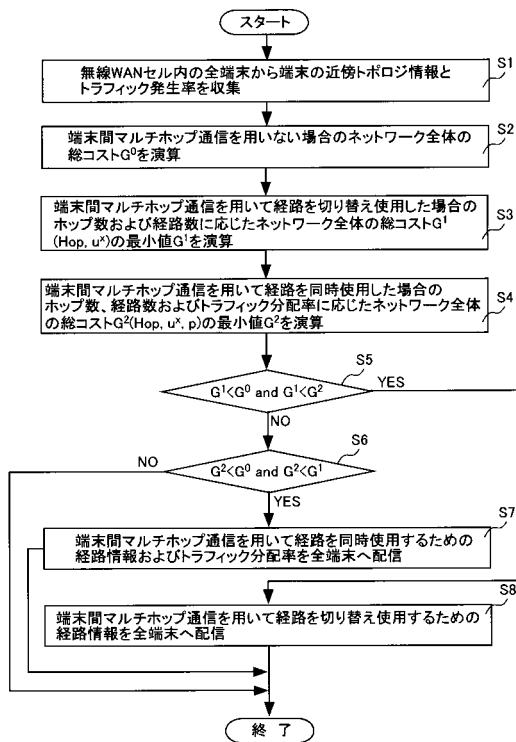 スタート
S1
無線WANセル内の全端末から端末の近傍トポロジ情報と
トラフィック発生率を収集
S2
端末間マルチホップ通信を用いない場合のネットワーク全体の
総コストG⁰を演算
S3
端末間マルチホップ通信を用いて経路を切り替え使用した場合の
ホップ数および経路数に応じたネットワーク全体の総コストG¹
(Hop, uˣ)の最小値G¹を演算
S4
端末間マルチホップ通信を用いて経路を同時使用した場合の
ホップ数、経路数およびトラフィック分配率に応じたネットワーク全体
の総コストG²(Hop, uˣ, p)の最小値G²を演算
S5
G¹<G⁰ and G¹<G²
YES
NO
S6
G²<G⁰ and G²<G¹
NO
YES
S7
端末間マルチホップ通信を用いて経路を同時使用するための
経路情報およびトラフィック分配率を全端末へ配信
S8
端末間マルチホップ通信を用いて経路を切り替え使用するための
経路情報を全端末へ配信
終 了